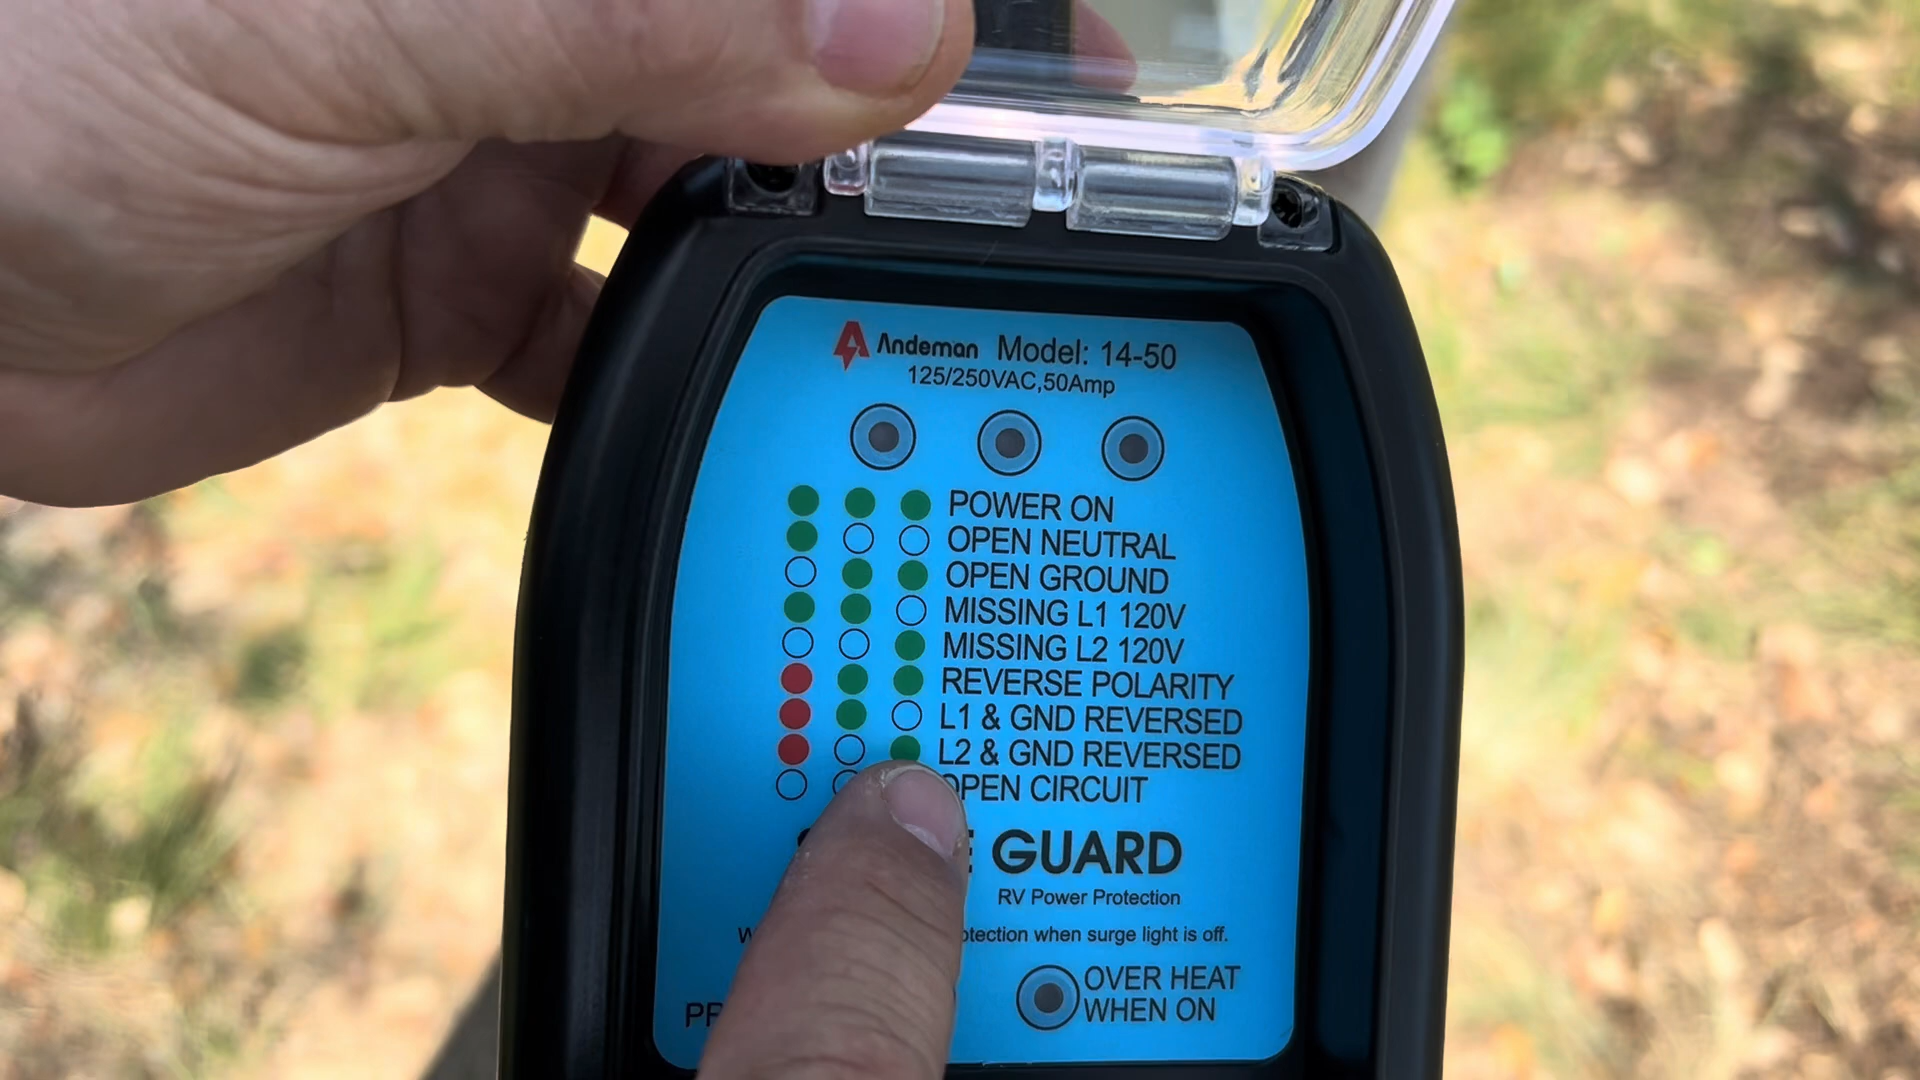 Andeman Model: 14-50
125/250VAC,50Amp
POWER ON
OPEN NEUTRAL
OPEN GROUND
MISSING L1 120V
MISSING L2 120V
REVERSE POLARITY
L1 & GND REVERSED
L2 & GND REVERSED
OPEN CIRCUIT
GUARD
RV Power Protection
when surge light is off.
OVER HEAT
WHEN ON